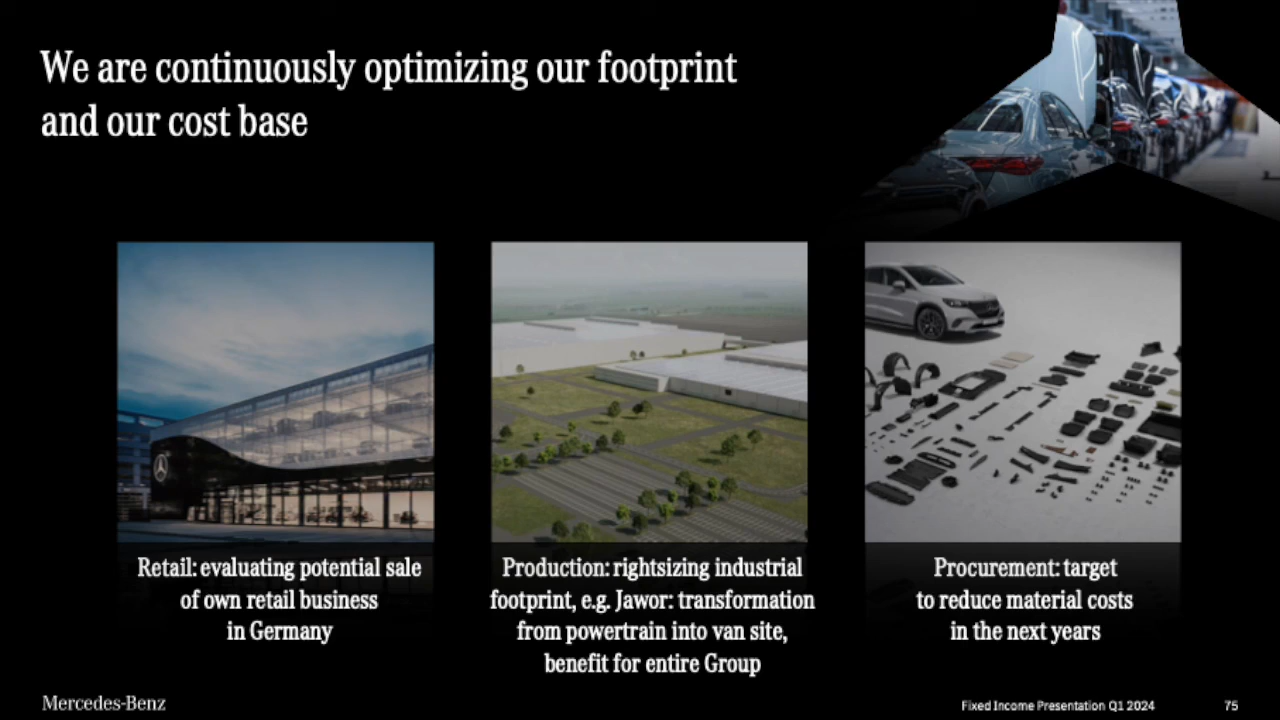 We are continuously optimizing our footprint
and our cost base
Retail: evaluating potential sale
of own retail business
in Germany
Production: rightsizing industrial
footprint, e.g. Jawor: transformation
from powertrain into van site,
benefit for entire Group
Procurement: target
to reduce material costs
in the next years
Mercedes-Benz
Fixed Income Presentation Q1 2024
75